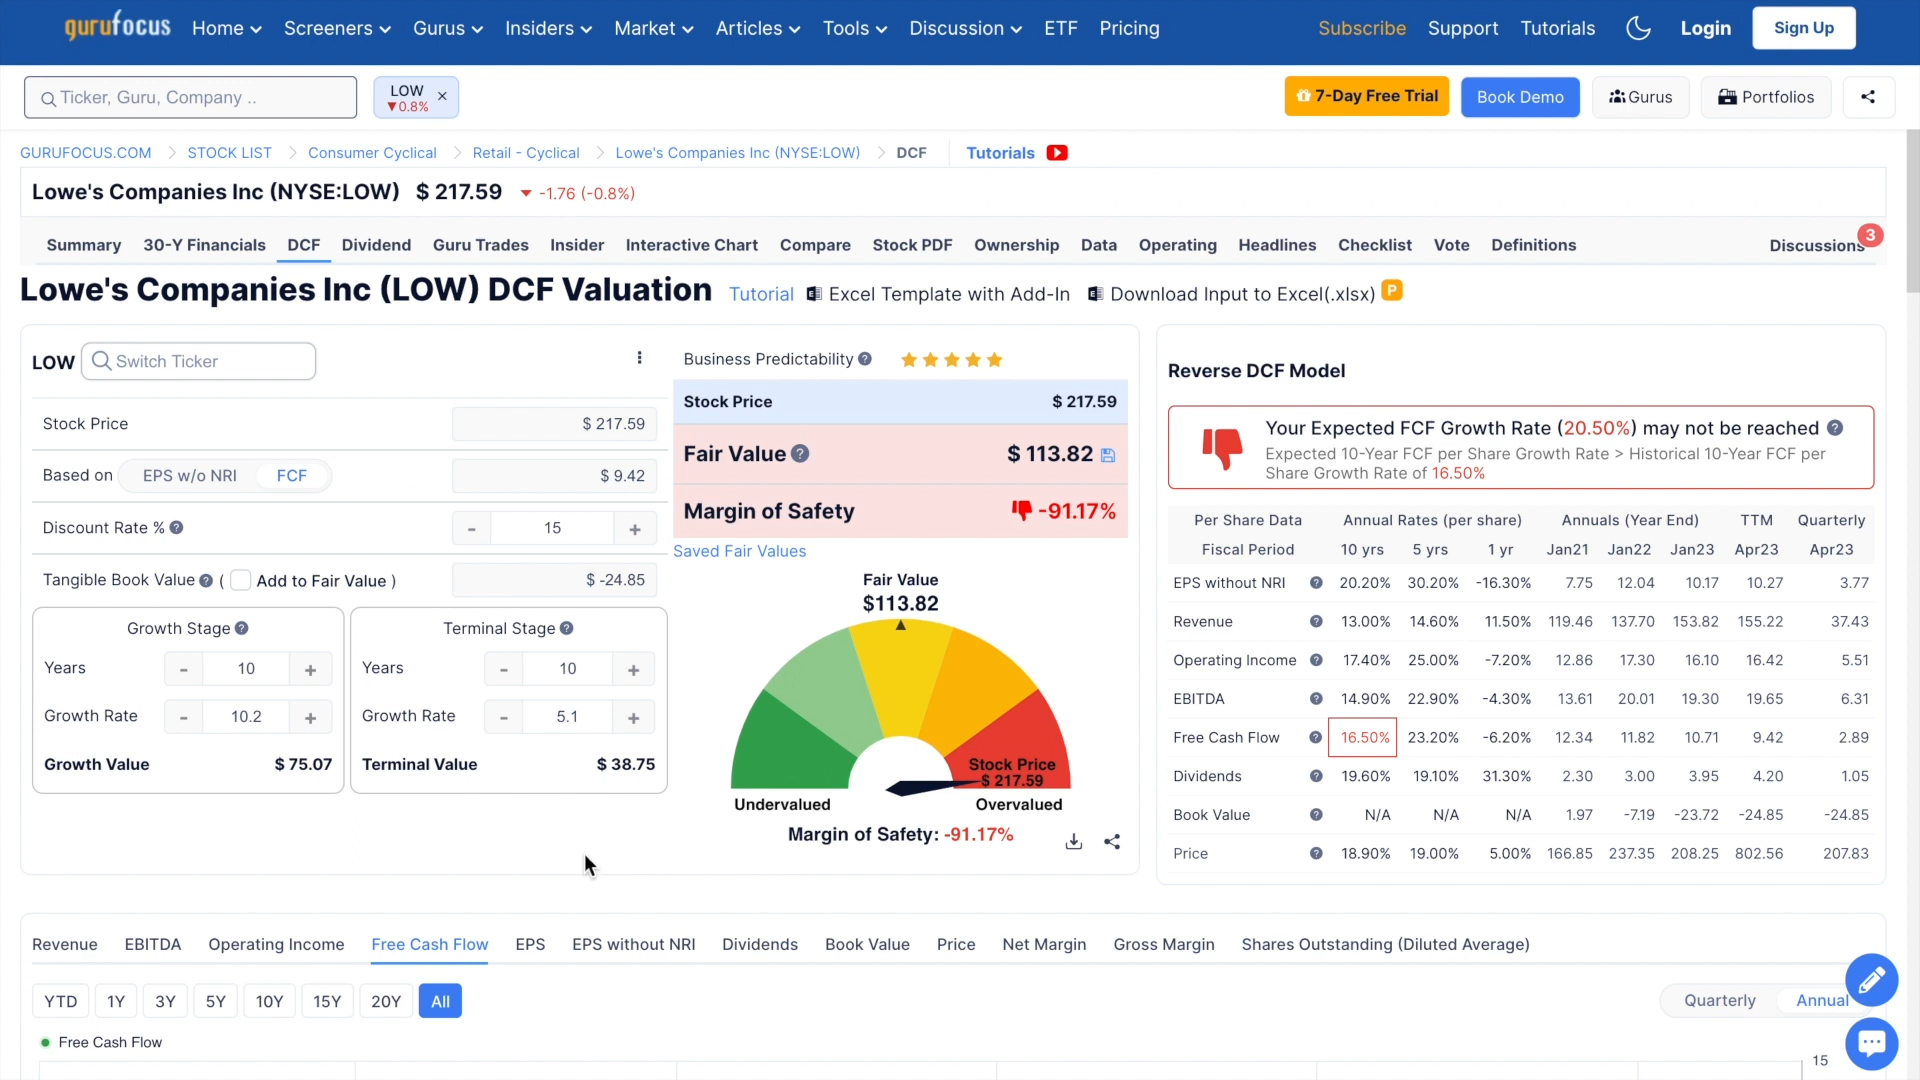 gurufocus
Home
Screeners
Gurus
Insiders
Market
Articles
Tools
Discussion
ETF
Pricing
Subscribe
Support
Tutorials
Login
Sign Up
Ticker, Guru, Company ..
LOW
▼0.8%
7-Day Free Trial
Book Demo
Gurus
Portfolios
GURUFOCUS.COM
STOCK LIST
Consumer Cyclical
Retail - Cyclical
Lowe's Companies Inc (NYSE:LOW)
DCF
Tutorials
Lowe's Companies Inc (NYSE:LOW) $ 217.59 ▼ -1.76 (-0.8%)
Summary
30-Y Financials
DCF
Dividend
Guru Trades
Insider
Interactive Chart
Compare
Stock PDF
Ownership
Data
Operating
Headlines
Checklist
Vote
Definitions
Discussions
3
Lowe's Companies Inc (LOW) DCF Valuation
Tutorial
Excel Template with Add-In
Download Input to Excel(.xlsx)
P
LOW
Switch Ticker
Stock Price $ 217.59
Based on EPS w/o NRI FCF $ 9.42
Discount Rate % - 15 +
Tangible Book Value ( Add to Fair Value ) $ -24.85
Growth Stage
Years - 10 +
Growth Rate - 10.2 +
Growth Value $ 75.07
Terminal Stage
Years - 10 +
Growth Rate - 5.1 +
Terminal Value $ 38.75
Business Predictability
Stock Price $ 217.59
Fair Value $ 113.82
Margin of Safety -91.17%
Saved Fair Values
Fair Value
$113.82
Stock Price
$ 217.59
Undervalued
Overvalued
Margin of Safety: -91.17%
Reverse DCF Model
Your Expected FCF Growth Rate (20.50%) may not be reached
Expected 10-Year FCF per Share Growth Rate > Historical 10-Year FCF per
Share Growth Rate of 16.50%
Per Share Data Annual Rates (per share) Annuals (Year End) TTM Quarterly
Fiscal Period 10 yrs 5 yrs 1 yr Jan21 Jan22 Jan23 Apr23 Apr23
EPS without NRI 20.20% 30.20% -16.30% 7.75 12.04 10.17 10.27 3.77
Revenue 13.00% 14.60% 11.50% 119.46 137.70 153.82 155.22 37.43
Operating Income 17.40% 25.00% -7.20% 12.86 17.30 16.10 16.42 5.51
EBITDA 14.90% 22.90% -4.30% 13.61 20.01 19.30 19.65 6.31
Free Cash Flow 16.50% 23.20% -6.20% 12.34 11.82 10.71 9.42 2.89
Dividends 19.60% 19.10% 31.30% 2.30 3.00 3.95 4.20 1.05
Book Value N/A N/A N/A 1.97 -7.19 -23.72 -24.85 -24.85
Price 18.90% 19.00% 5.00% 166.85 237.35 208.25 802.56 207.83
Revenue
EBITDA
Operating Income
Free Cash Flow
EPS
EPS without NRI
Dividends
Book Value
Price
Net Margin
Gross Margin
Shares Outstanding (Diluted Average)
YTD
1Y
3Y
5Y
10Y
15Y
20Y
All
Quarterly
Annual
Free Cash Flow
15